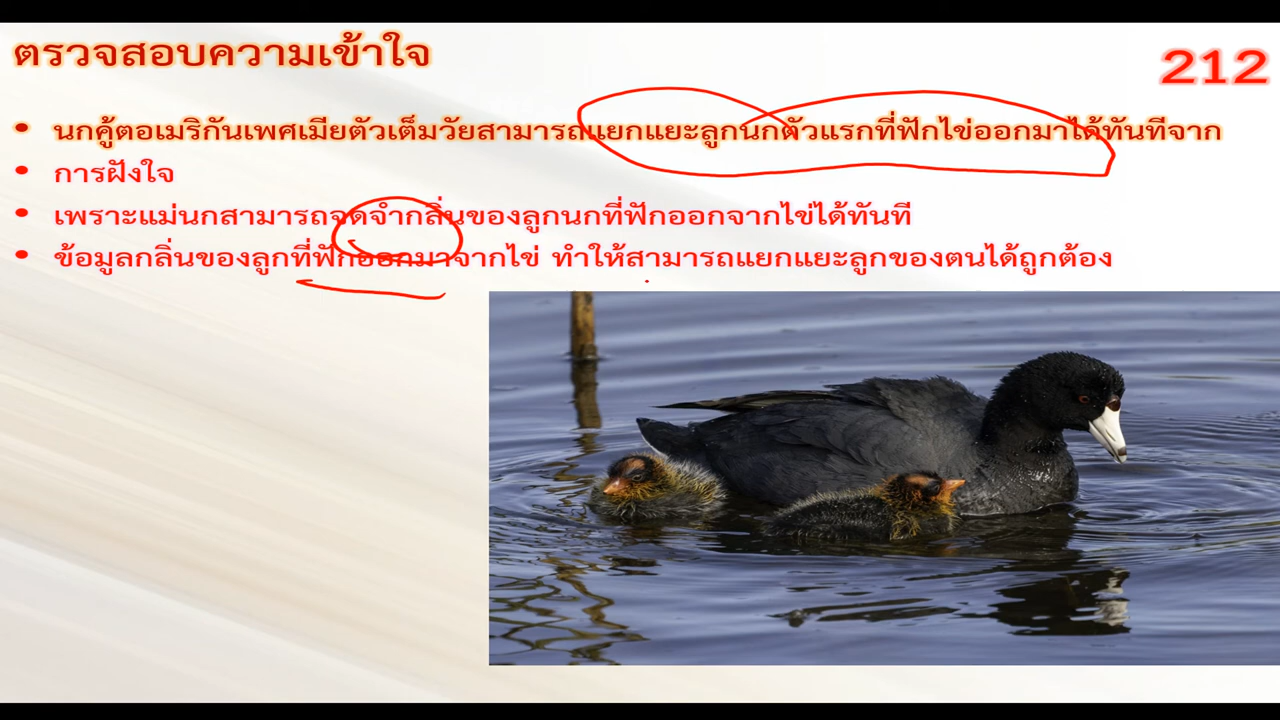 ตรวจสอบความเข้าใจ
212
• นกคู้ตอเมริกันเพศเมียตัวเต็มวัยสามารถแยกแยะลูกนกตัวแรกที่ฟักไข่ออกมาได้ทันทีจาก
• การฝังใจ
• เพราะแม่นกสามารถจดจำกลิ่นของลูกนกที่ฟักออกจากไข่ได้ทันที
• ข้อมูลกลิ่นของลูกที่ฟักออกมาจากไข่ ทำให้สามารถแยกแยะลูกของตนได้ถูกต้อง